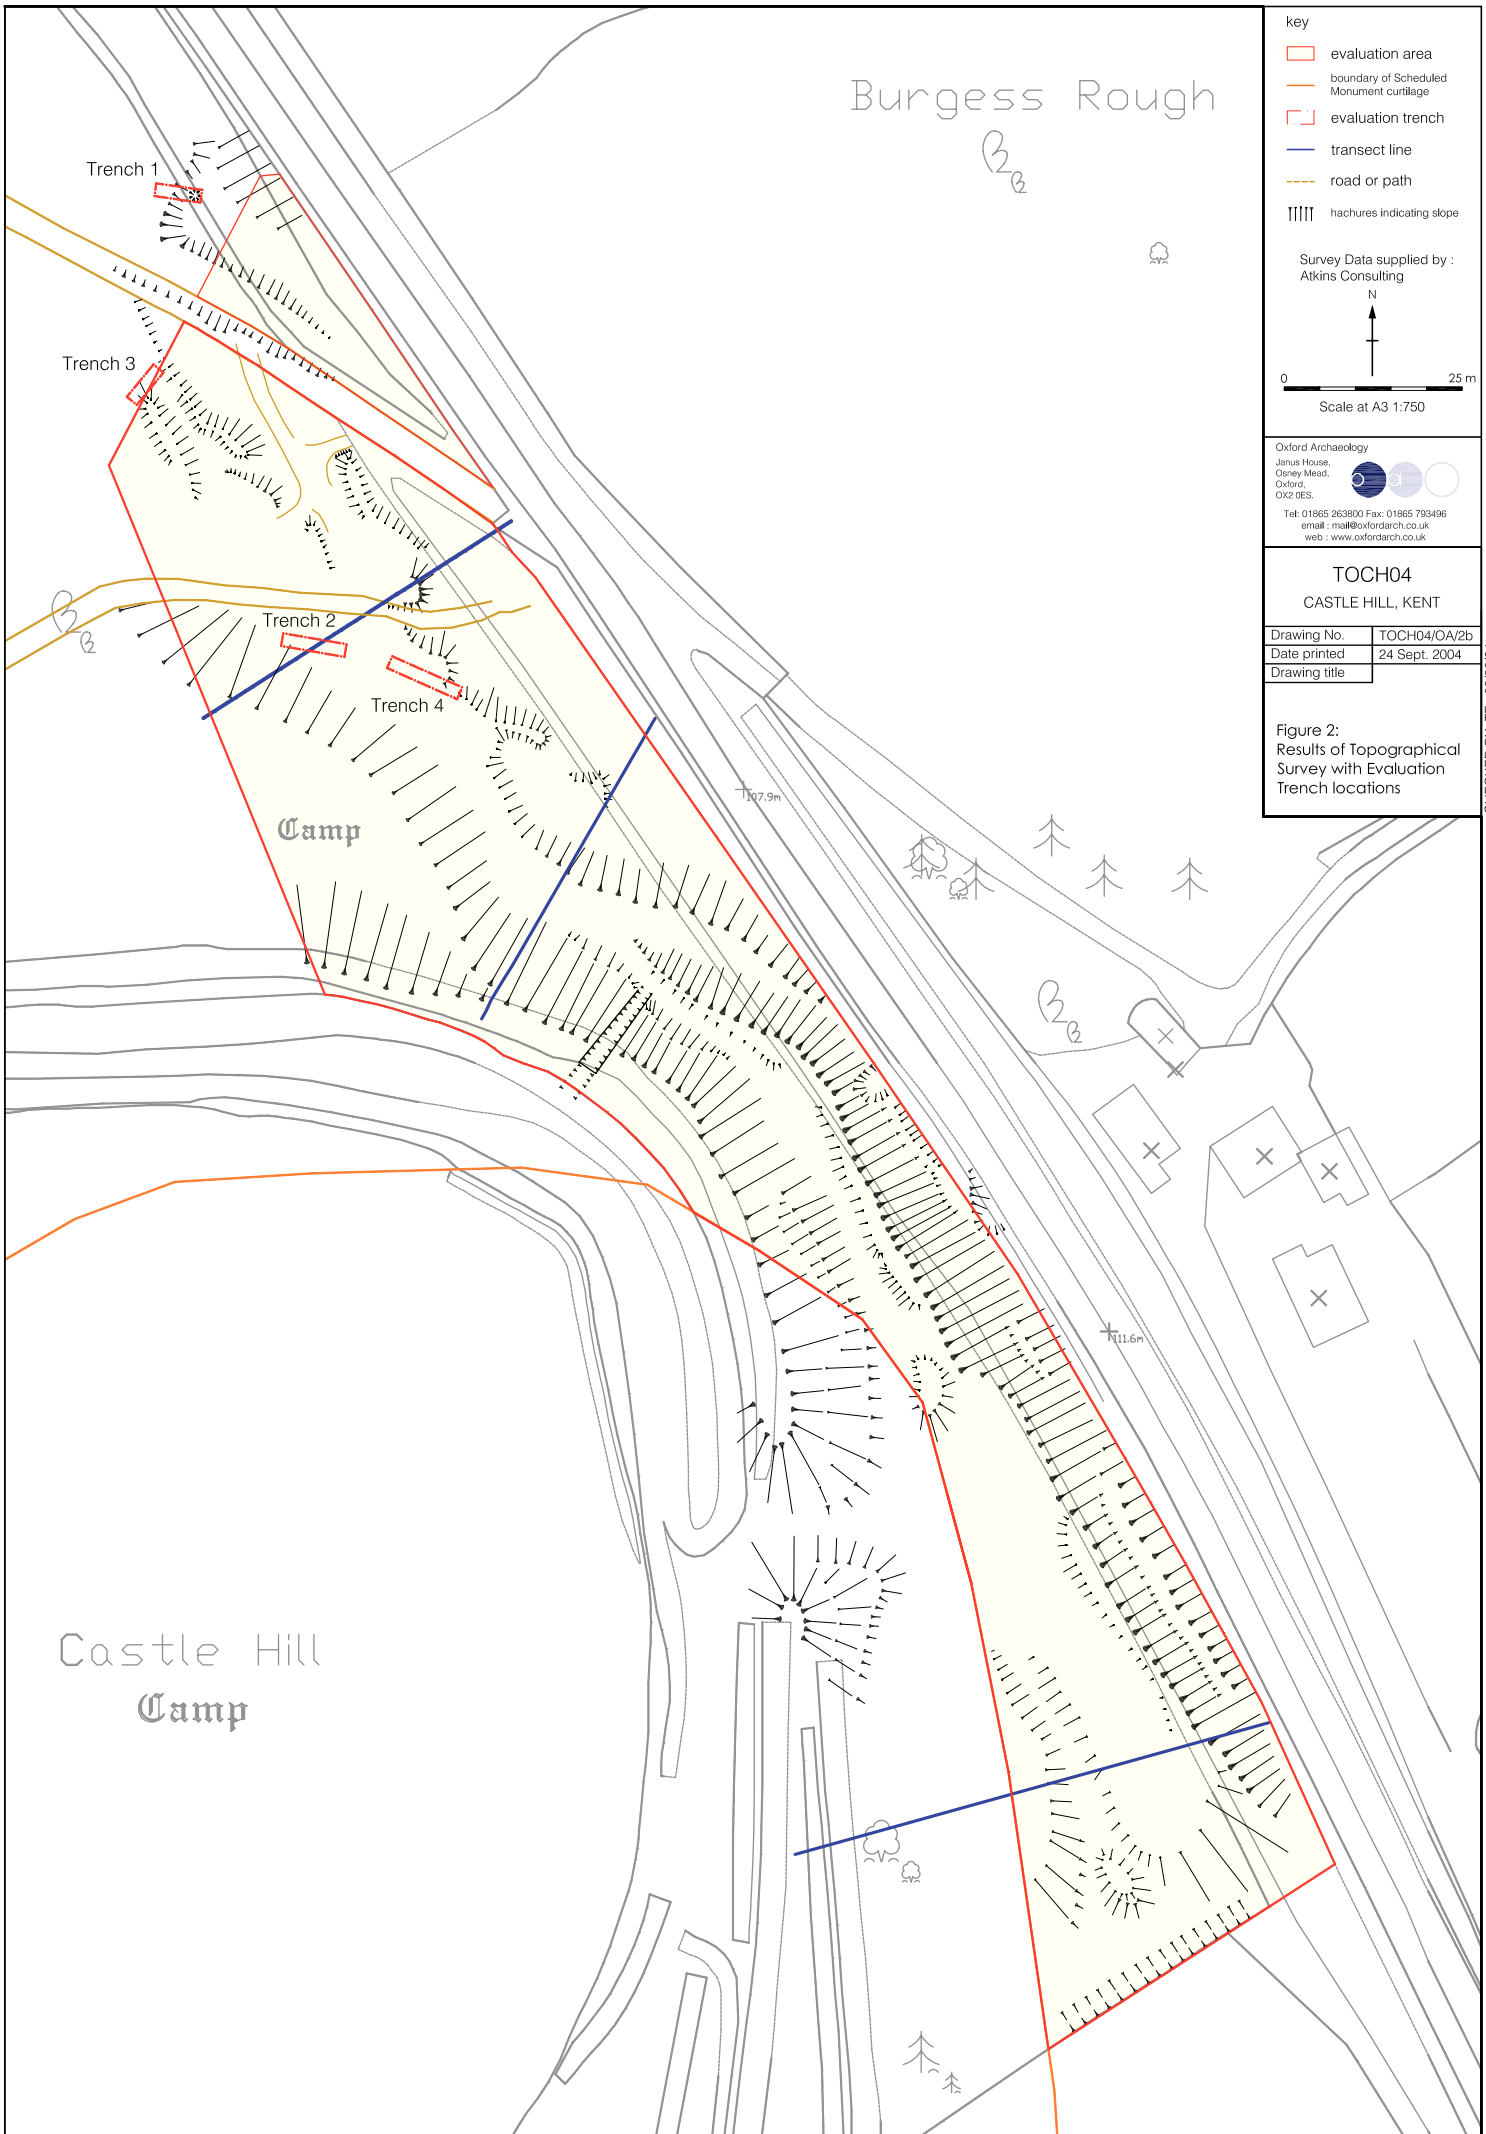 Burgess Rough
Trench 1
Trench 3
Trench 2
Trench 4
Camp
107.9m
111.6m
Castle Hill
Camp
key
evaluation area
boundary of Scheduled
Monument curtilage
evaluation trench
transect line
road or path
hachures indicating slope
Survey Data supplied by :
Atkins Consulting
N
0 25 m
Scale at A3 1:750
Oxford Archaeology
Janus House,
Osney Mead,
Oxford,
OX2 0ES.
oa
Tel: 01865 263800 Fax: 01865 793496
email : mail@oxfordarch.co.uk
web : www.oxfordarch.co.uk
TOCH04
CASTLE HILL, KENT
Drawing No. TOCH04/OA/2b
Date printed 24 Sept. 2004
Drawing title
Figure 2:
Results of Topographical
Survey with Evaluation
Trench locations